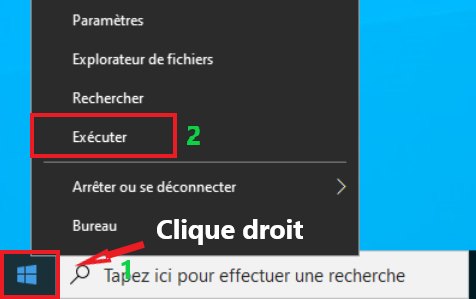 Paramètres
Explorateur de fichiers
Rechercher
Exécuter
2
Arrêter ou se déconnecter
Bureau
Clique droit
1
Tapez ici pour effectuer une recherche